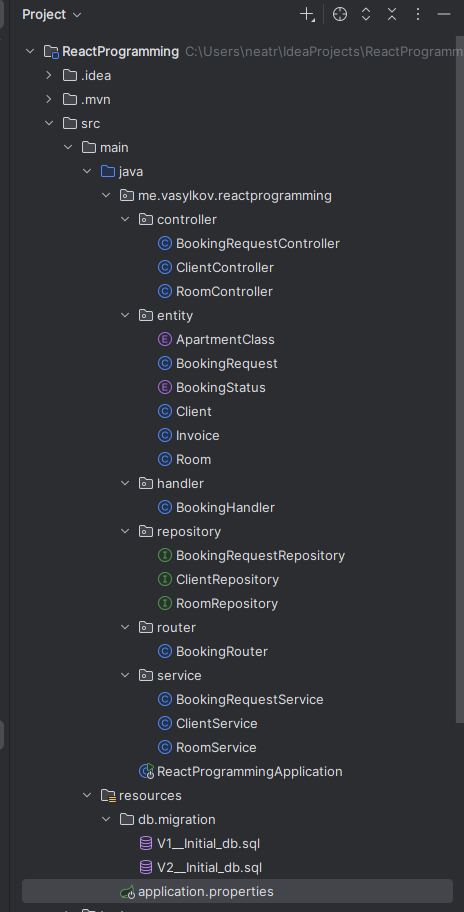 Project
ReactProgramming C:\Users\neatr\IdeaProjects\ReactProgramm
.idea
.mvn
src
main
java
me.vasylkov.reactprogramming
controller
C BookingRequestController
C ClientController
C RoomController
entity
E ApartmentClass
C BookingRequest
E BookingStatus
C Client
C Invoice
C Room
handler
C BookingHandler
repository
I BookingRequestRepository
I ClientRepository
I RoomRepository
router
C BookingRouter
service
C BookingRequestService
C ClientService
C RoomService
ReactProgrammingApplication
resources
db.migration
V1__Initial_db.sql
V2__Initial_db.sql
application.properties